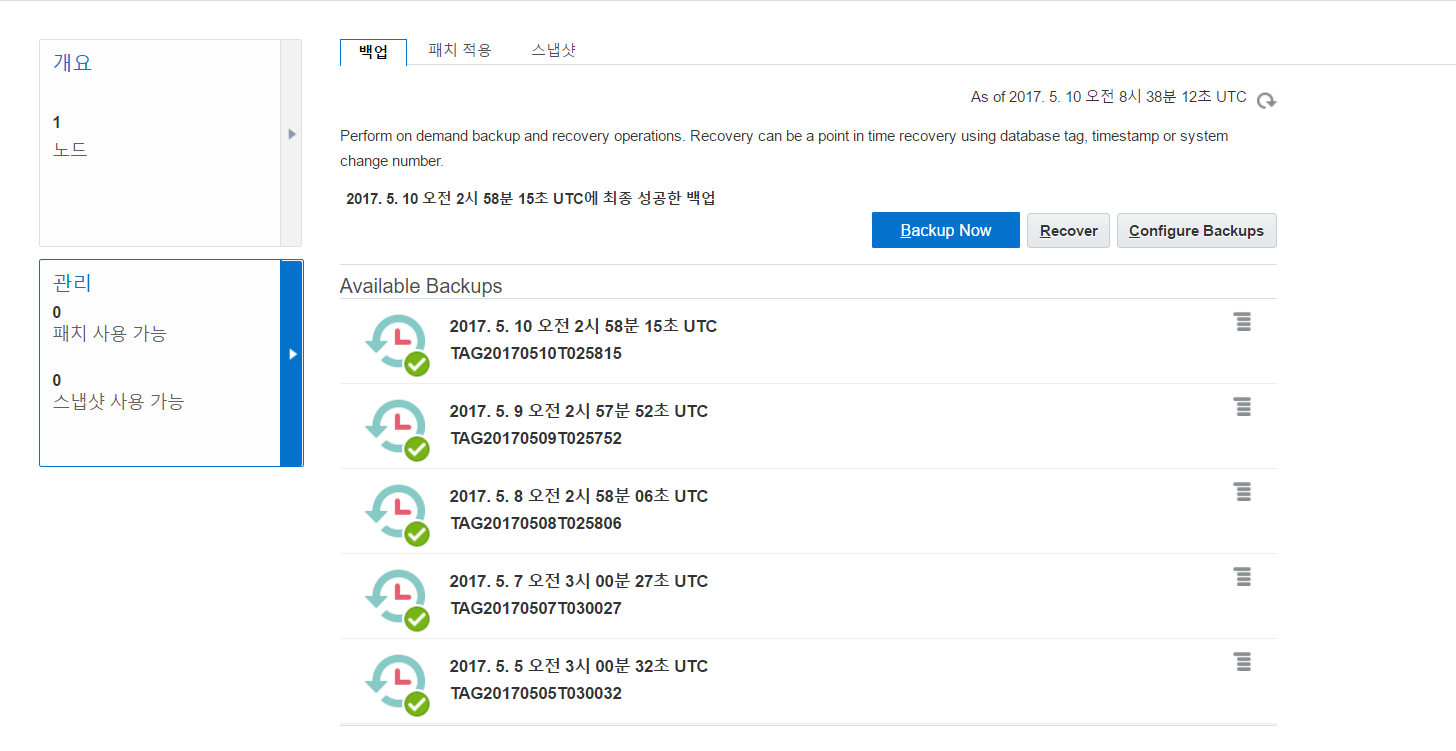 개요
1
노드
관리
0
패치 사용 가능
0
스냅샷 사용 가능
백업 패치 적용 스냅샷
As of 2017. 5. 10 오전 8시 38분 12초 UTC
Perform on demand backup and recovery operations. Recovery can be a point in time recovery using database tag, timestamp or system
change number.
2017. 5. 10 오전 2시 58분 15초 UTC에 최종 성공한 백업
Backup Now Recover Configure Backups
Available Backups
2017. 5. 10 오전 2시 58분 15초 UTC
TAG20170510T025815
2017. 5. 9 오전 2시 57분 52초 UTC
TAG20170509T025752
2017. 5. 8 오전 2시 58분 06초 UTC
TAG20170508T025806
2017. 5. 7 오전 3시 00분 27초 UTC
TAG20170507T030027
2017. 5. 5 오전 3시 00분 32초 UTC
TAG20170505T030032